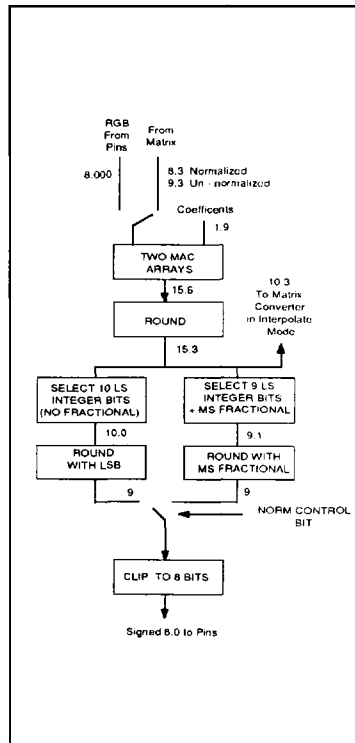 RGB
From
Pins
From
Matrix
8.000
8.3 Normalized
9.3 Un - normalized
Coefficents
1.9
TWO MAC
ARRAYS
15.6
10.3
To Matrix
Converter
in Interpolate
Mode
ROUND
15.3
SELECT 10 LS
INTEGER BITS
(NO FRACTIONAL)
SELECT 9 LS
INTEGER BITS
+ MS FRACTIONAL
10.0
9.1
ROUND
WITH LSB
ROUND WITH
MS FRACTIONAL
9
9
NORM CONTROL
BIT
CLIP TO 8 BITS
Signed 8.0 to Pins